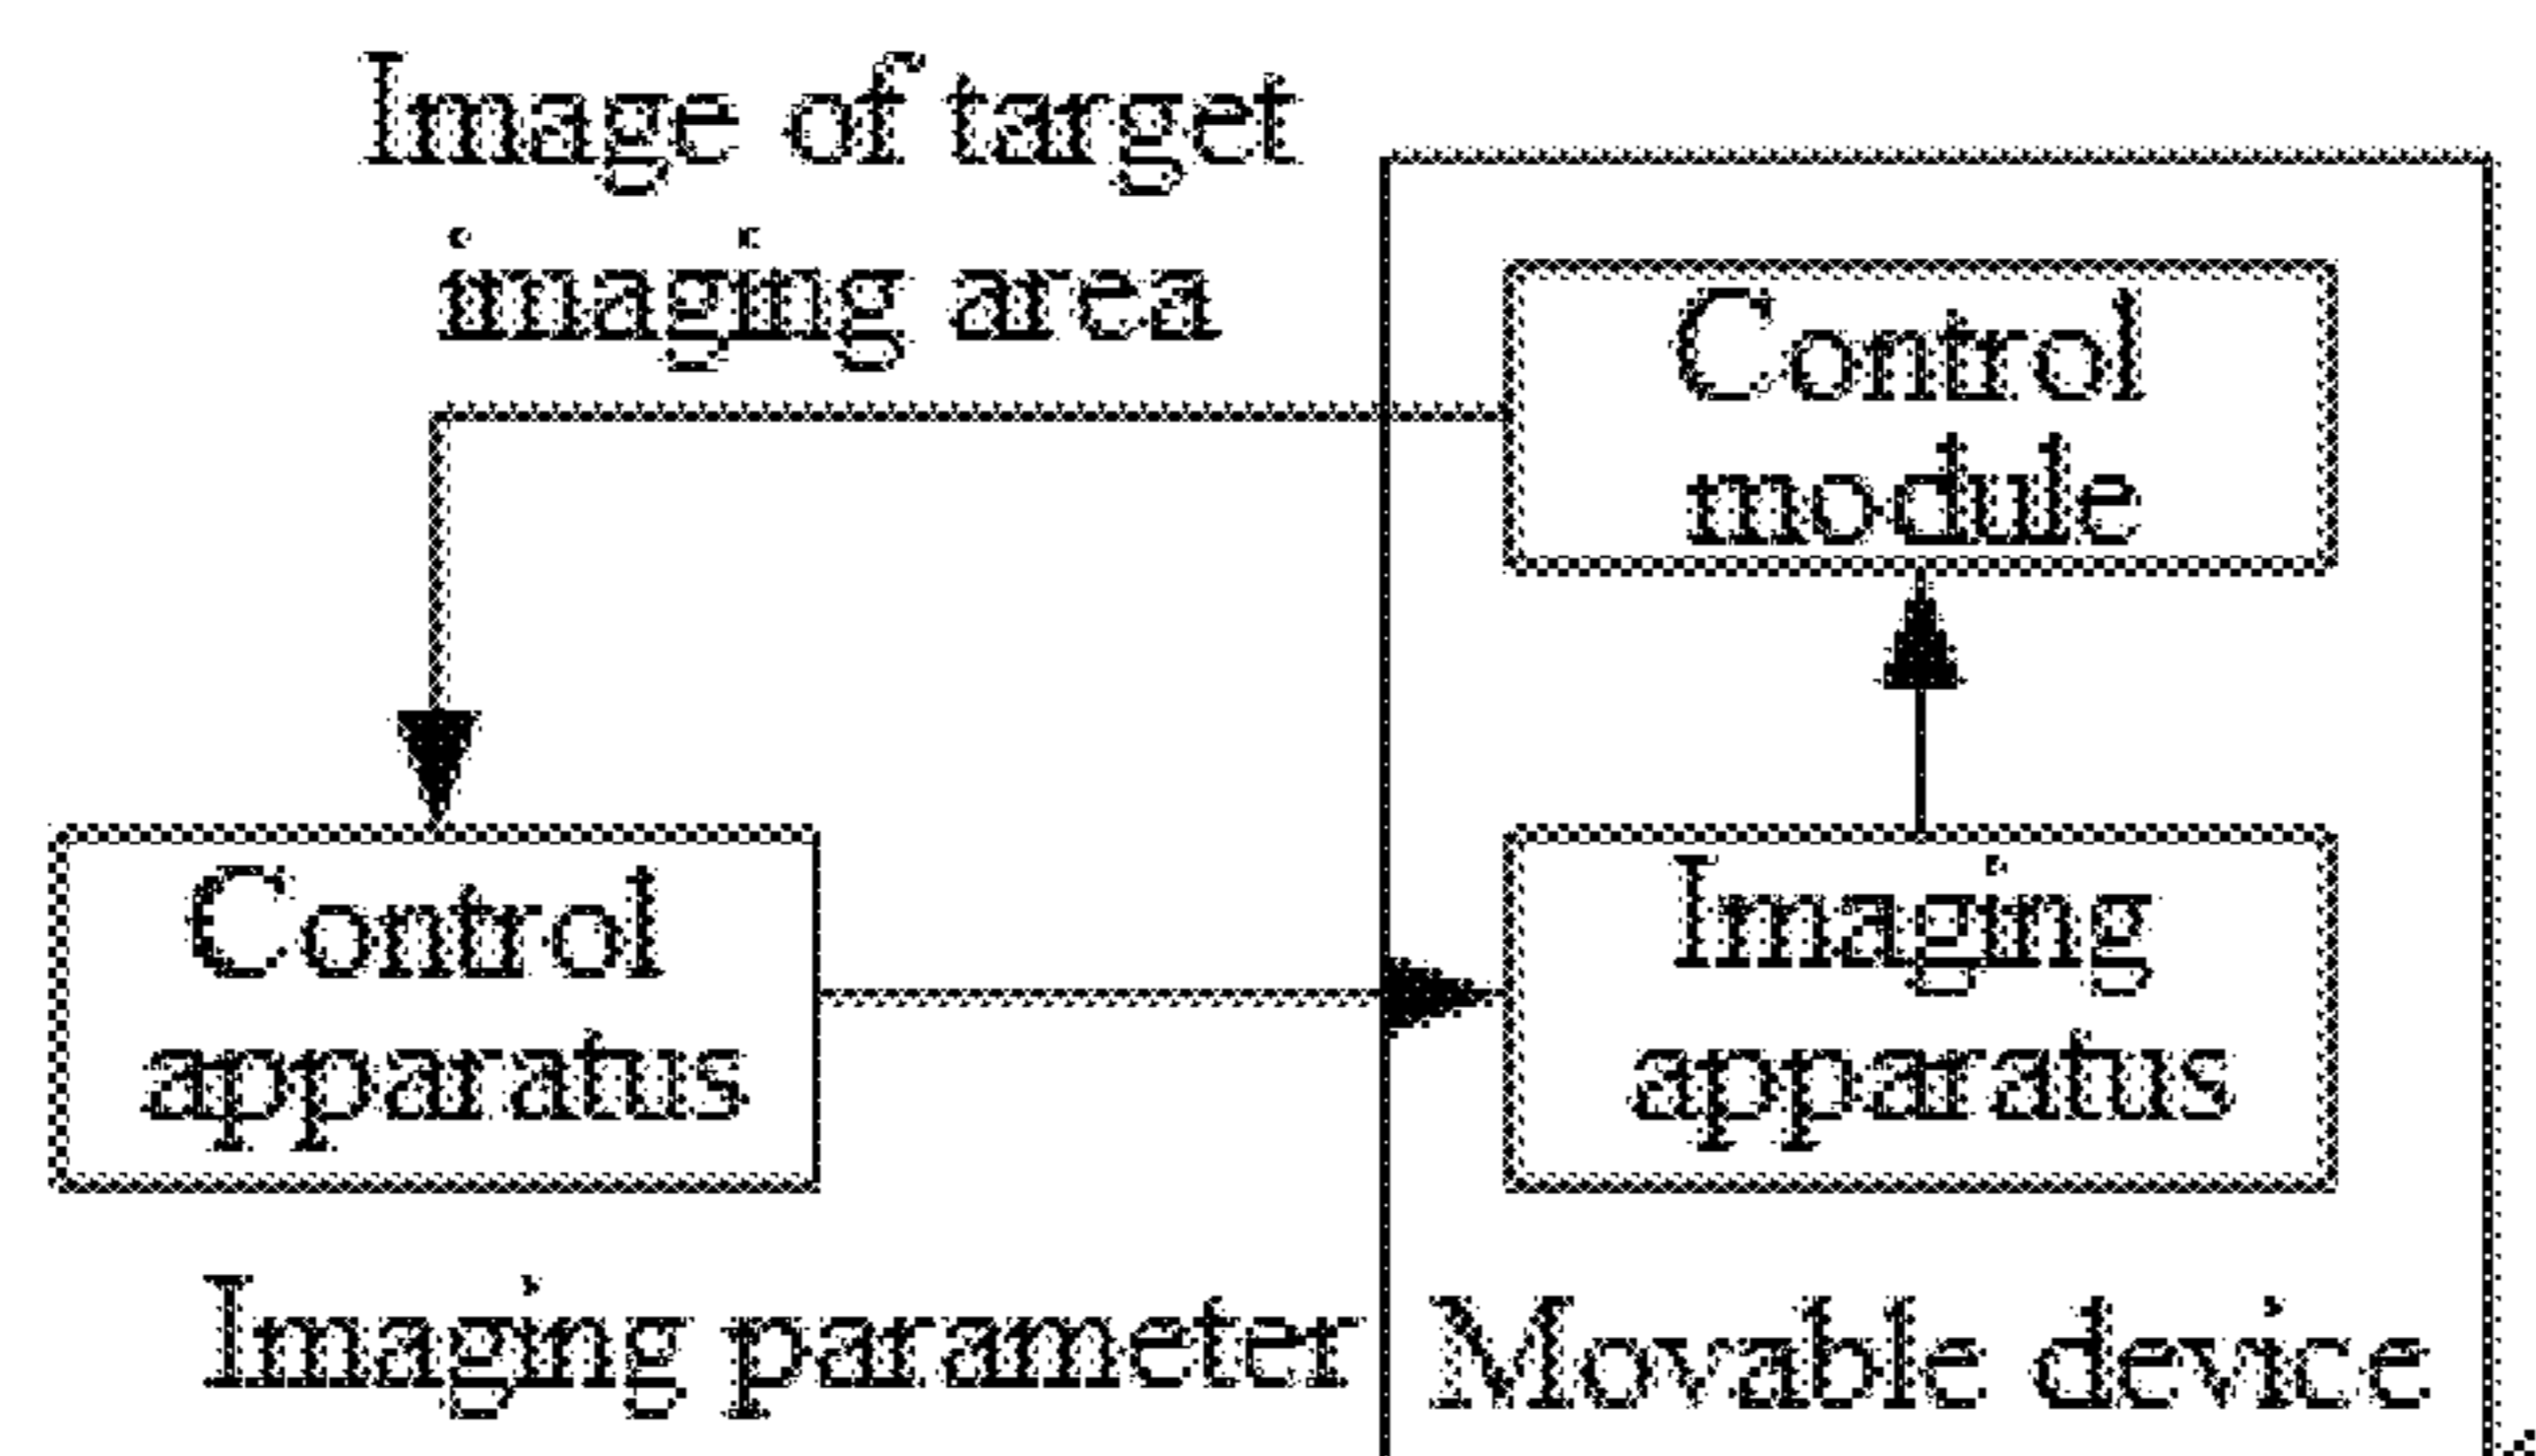 Image of target
imaging area
Control
module
Control
apparatus
Imaging
apparatus
Imaging parameter
Movable device